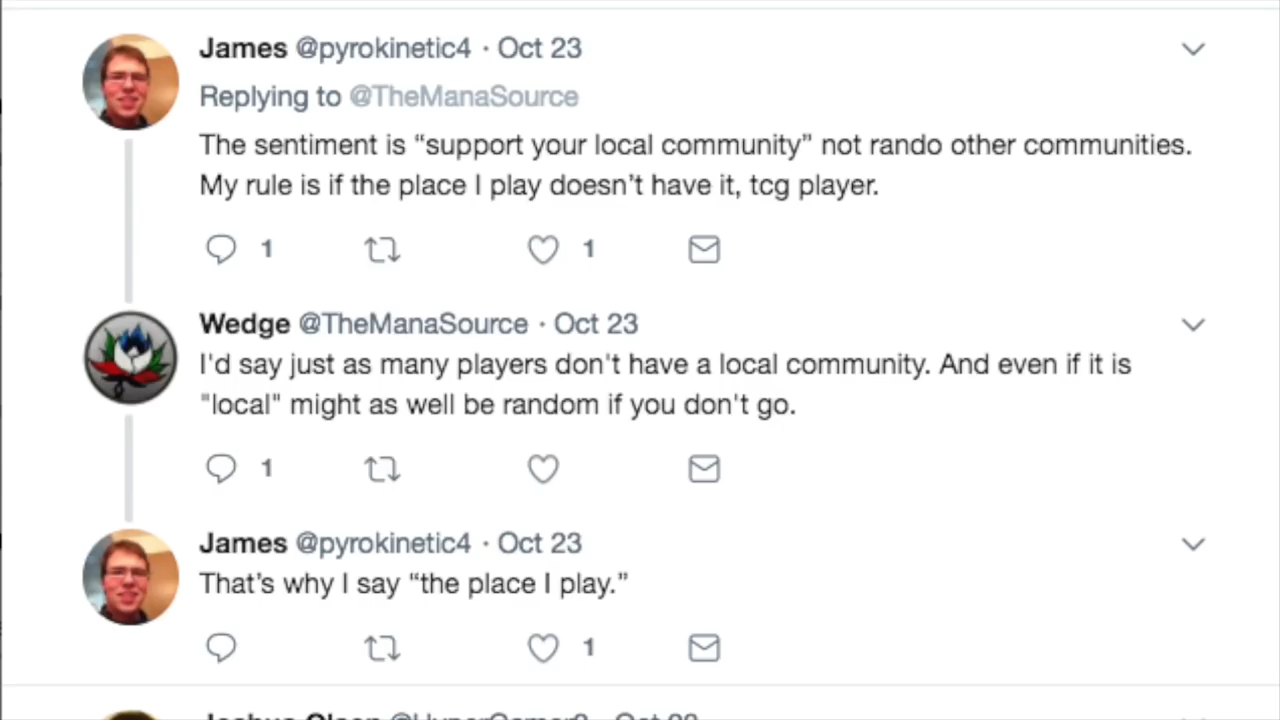 James @pyrokinetic4 · Oct 23
Replying to @TheManaSource
The sentiment is “support your local community” not rando other communities.
My rule is if the place I play doesn’t have it, tcg player.
1 1
Wedge @TheManaSource · Oct 23
I'd say just as many players don't have a local community. And even if it is
"local" might as well be random if you don't go.
1
James @pyrokinetic4 · Oct 23
That’s why I say “the place I play.”
1